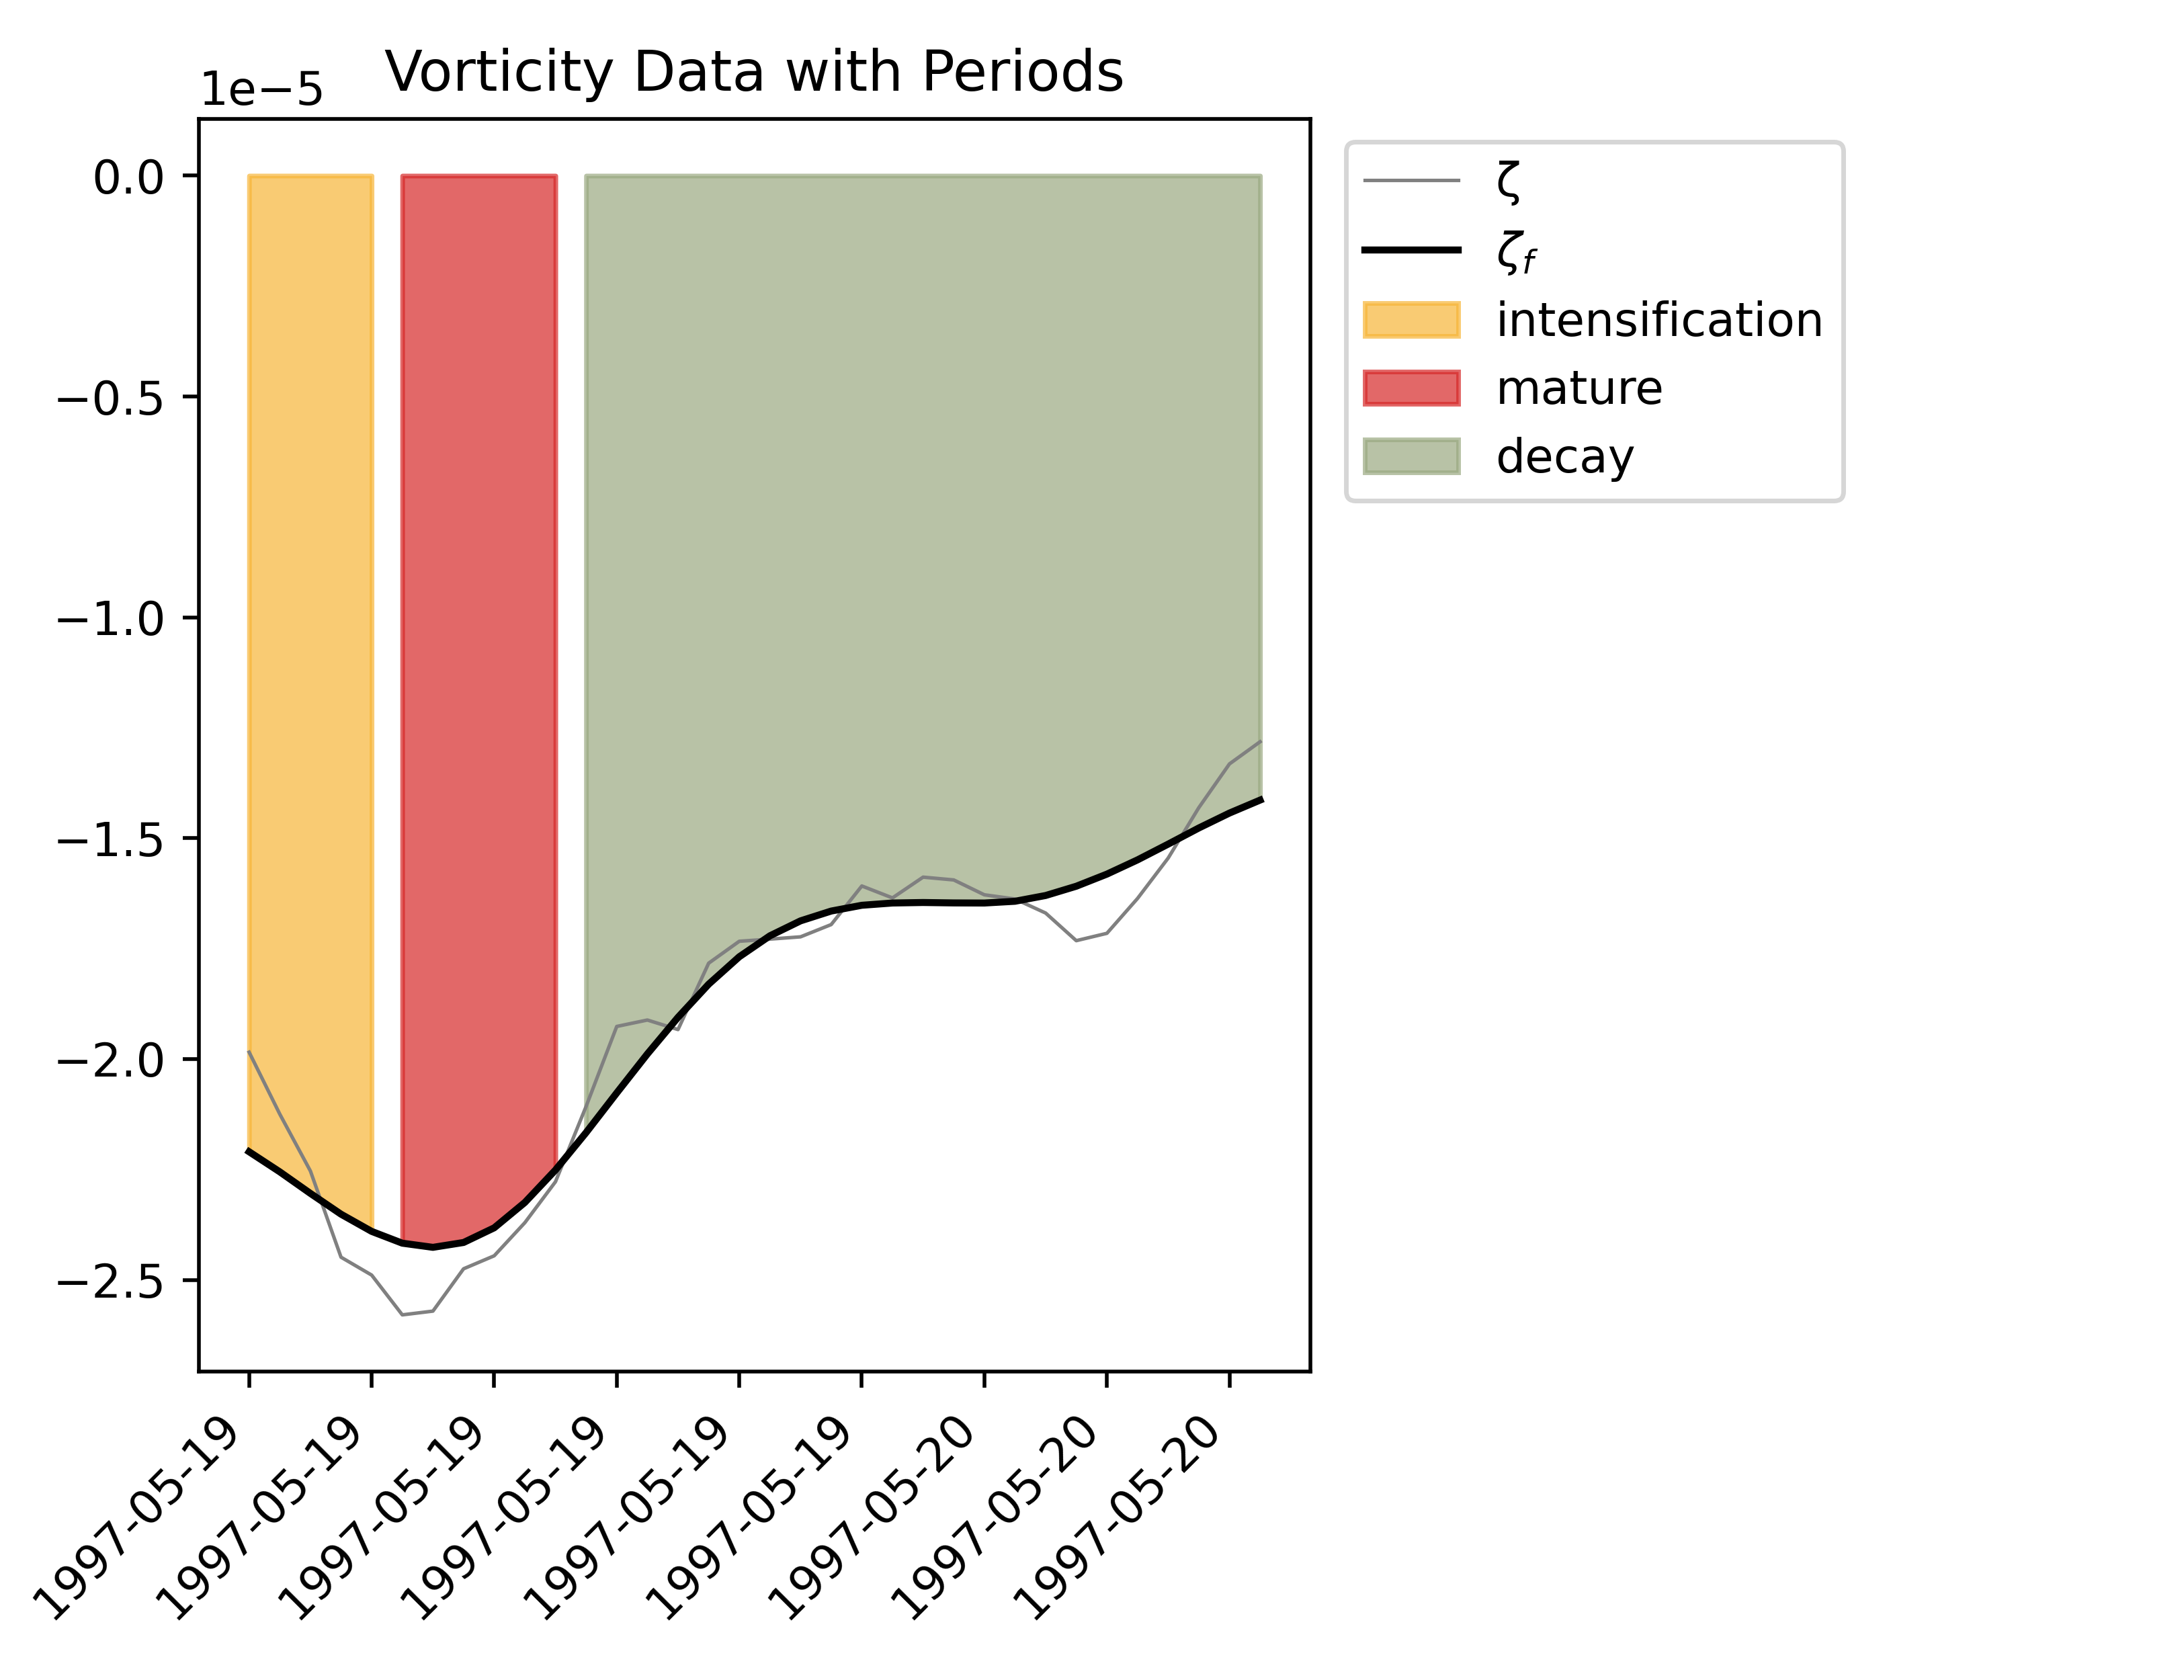 Vorticity Data with Periods
1e−5
0.0
−0.5
−1.0
−1.5
−2.0
−2.5
1997-05-19
1997-05-19
1997-05-19
1997-05-19
1997-05-19
1997-05-19
1997-05-20
1997-05-20
1997-05-20
ζ
ζf
intensification
mature
decay